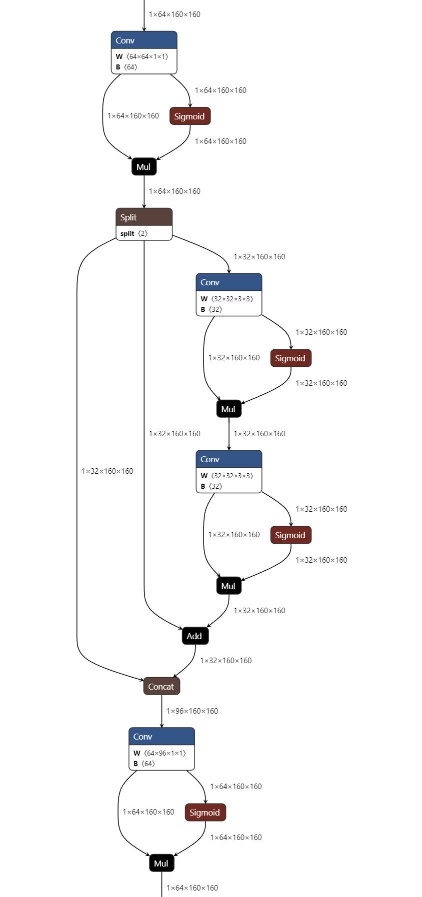 1×64×160×160
Conv
W ⟨64×64×1×1⟩
B ⟨64⟩
1×64×160×160
1×64×160×160
Sigmoid
1×64×160×160
Mul
1×64×160×160
Split
split ⟨2⟩
1×32×160×160
Conv
W ⟨32×32×3×3⟩
B ⟨32⟩
1×32×160×160
1×32×160×160
Sigmoid
1×32×160×160
Mul
1×32×160×160
1×32×160×160
Conv
1×32×160×160
W ⟨32×32×3×3⟩
B ⟨32⟩
1×32×160×160
1×32×160×160
Sigmoid
1×32×160×160
Mul
1×32×160×160
Add
1×32×160×160
Concat
1×96×160×160
Conv
W ⟨64×96×1×1⟩
B ⟨64⟩
1×64×160×160
1×64×160×160
Sigmoid
1×64×160×160
Mul
1×64×160×160